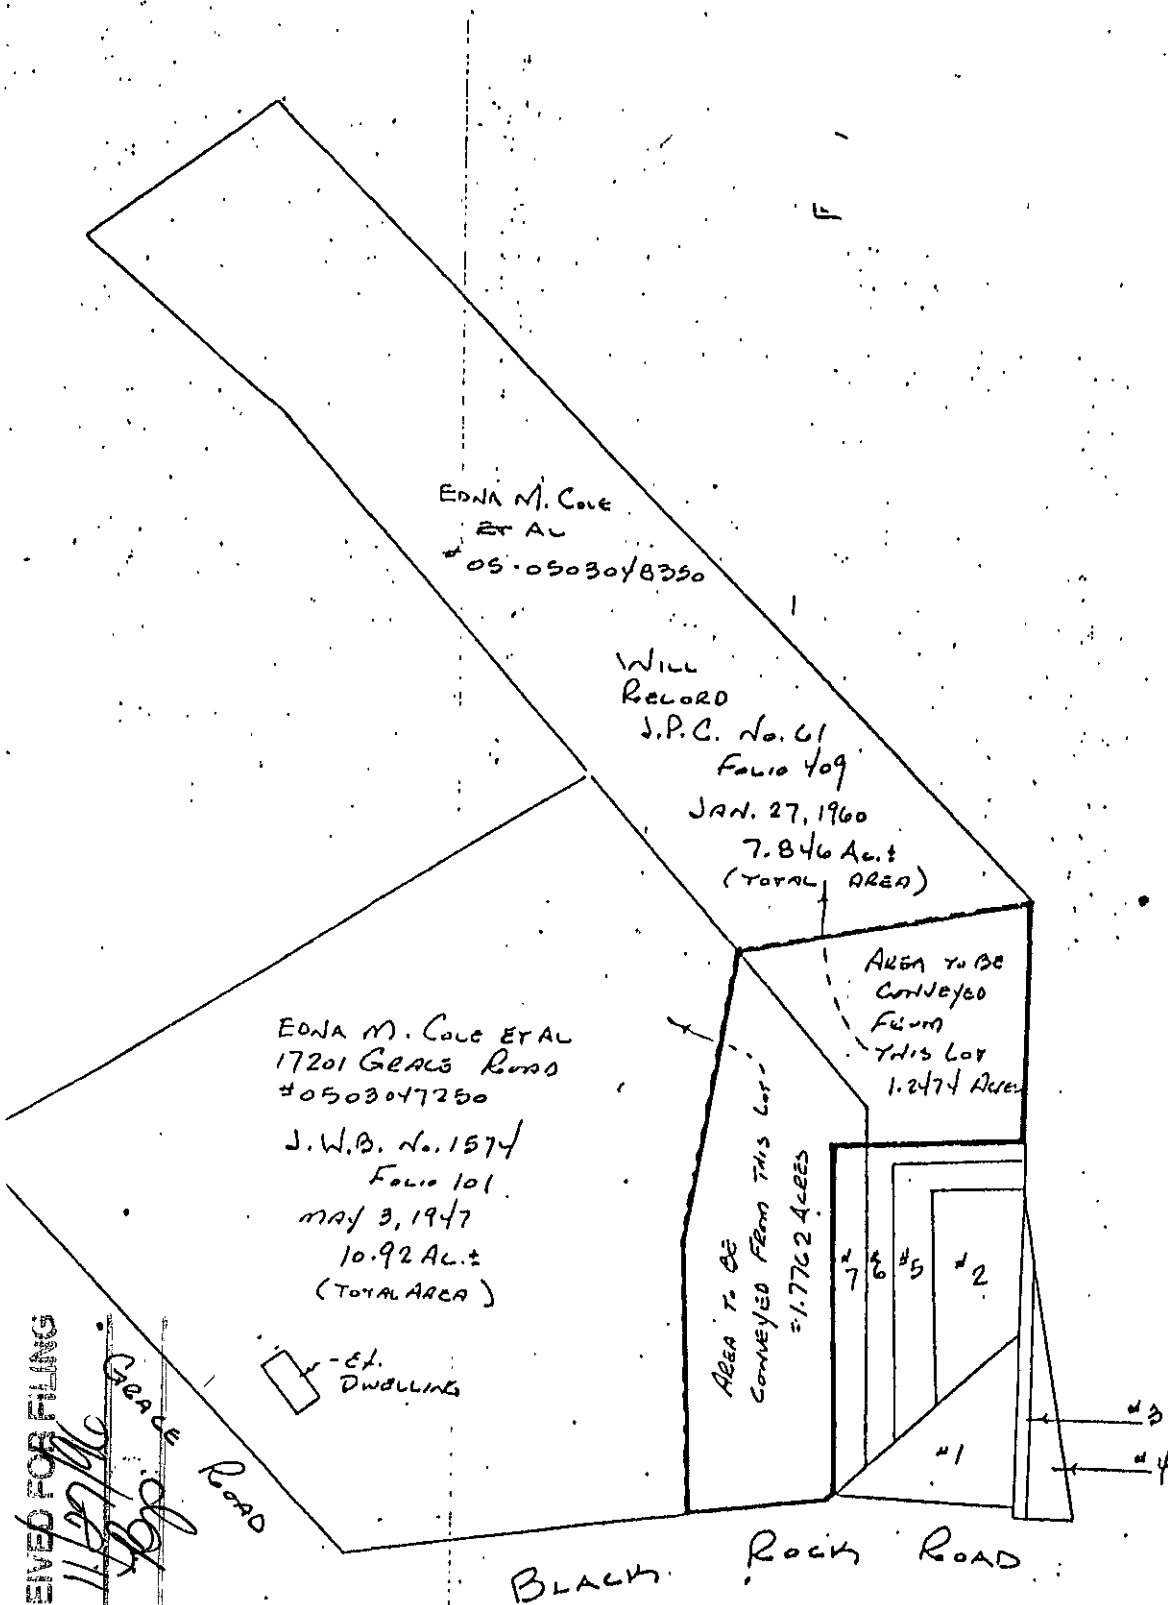 EDNA M. COLE
ET AL
# 05-0503048350
WILL
RECORD
J.P.C. No. 61
FOLIO 409
JAN. 27, 1960
7.846 AC.±
(TOTAL AREA)
AREA TO BE
CONVEYED
FROM
THIS LOT
1.2474 ACRES
EDNA M. COLE ET AL
17201 GRACE ROAD
#0503047250
J.W.B. No. 1574
FOLIO 101
MAY 3, 1947
10.92 AC.±
(TOTAL AREA)
AREA TO BE
CONVEYED FROM THIS LOT
=1.7762 ACRES
#7
#6
#5
#2
#1
#3
#4
-EX.
DWELLING
GRACE ROAD
BLACK ROCK ROAD
EIVED FOR FILING